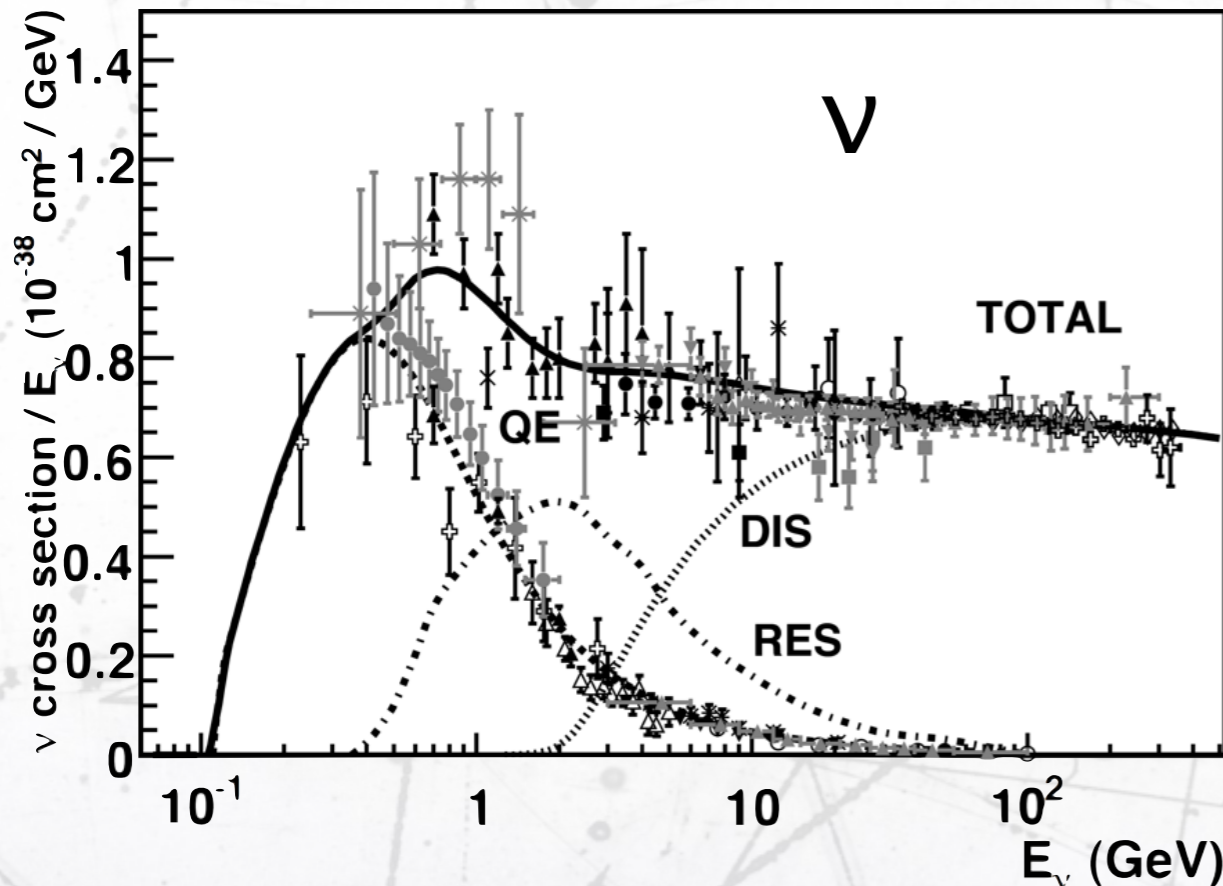 ν cross section / Eν (10⁻³⁸ cm² / GeV)
1.4
1.2
1
0.8
0.6
0.4
0.2
0
ν
TOTAL
QE
DIS
RES
10⁻¹
1
10
10²
Eν (GeV)